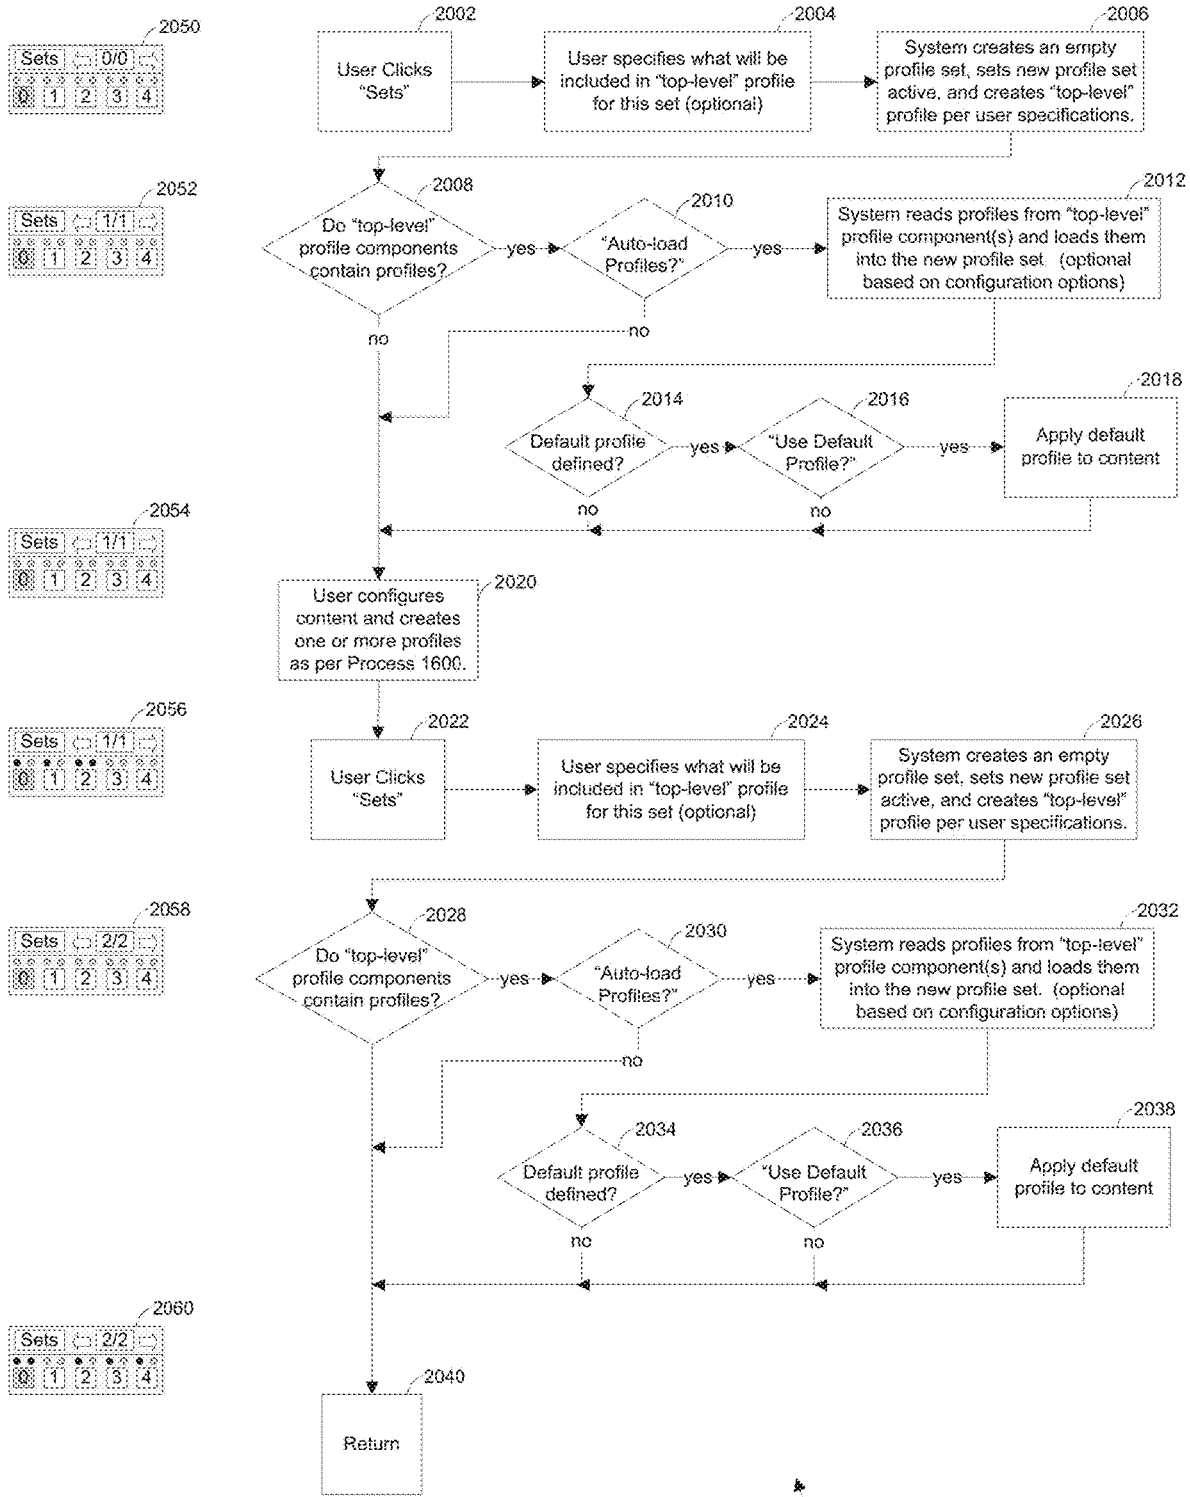 2050
Sets 0/0
0 1 2 3 4
2002
User Clicks
“Sets”
2004
User specifies what will be
included in “top-level” profile
for this set (optional)
2006
System creates an empty
profile set, sets new profile set
active, and creates “top-level”
profile per user specifications.
2052
Sets 1/1
0 1 2 3 4
2008
Do “top-level”
profile components
contain profiles?
yes
no
2010
“Auto-load
Profiles?”
yes
no
2012
System reads profiles from “top-level”
profile component(s) and loads them
into the new profile set. (optional
based on configuration options)
2014
Default profile
defined?
yes
no
2016
“Use Default
Profile?”
yes
no
2018
Apply default
profile to content
2054
Sets 1/1
0 1 2 3 4
2020
User configures
content and creates
one or more profiles
as per Process 1600.
2056
Sets 1/1
0 1 2 3 4
2022
User Clicks
“Sets”
2024
User specifies what will be
included in “top-level” profile
for this set (optional)
2026
System creates an empty
profile set, sets new profile set
active, and creates “top-level”
profile per user specifications.
2058
Sets 2/2
0 1 2 3 4
2028
Do “top-level”
profile components
contain profiles?
yes
2030
“Auto-load
Profiles?”
yes
no
2032
System reads profiles from “top-level”
profile component(s) and loads them
into the new profile set. (optional
based on configuration options)
2034
Default profile
defined?
yes
no
2036
“Use Default
Profile?”
yes
no
2038
Apply default
profile to content
2060
Sets 2/2
0 1 2 3 4
2040
Return